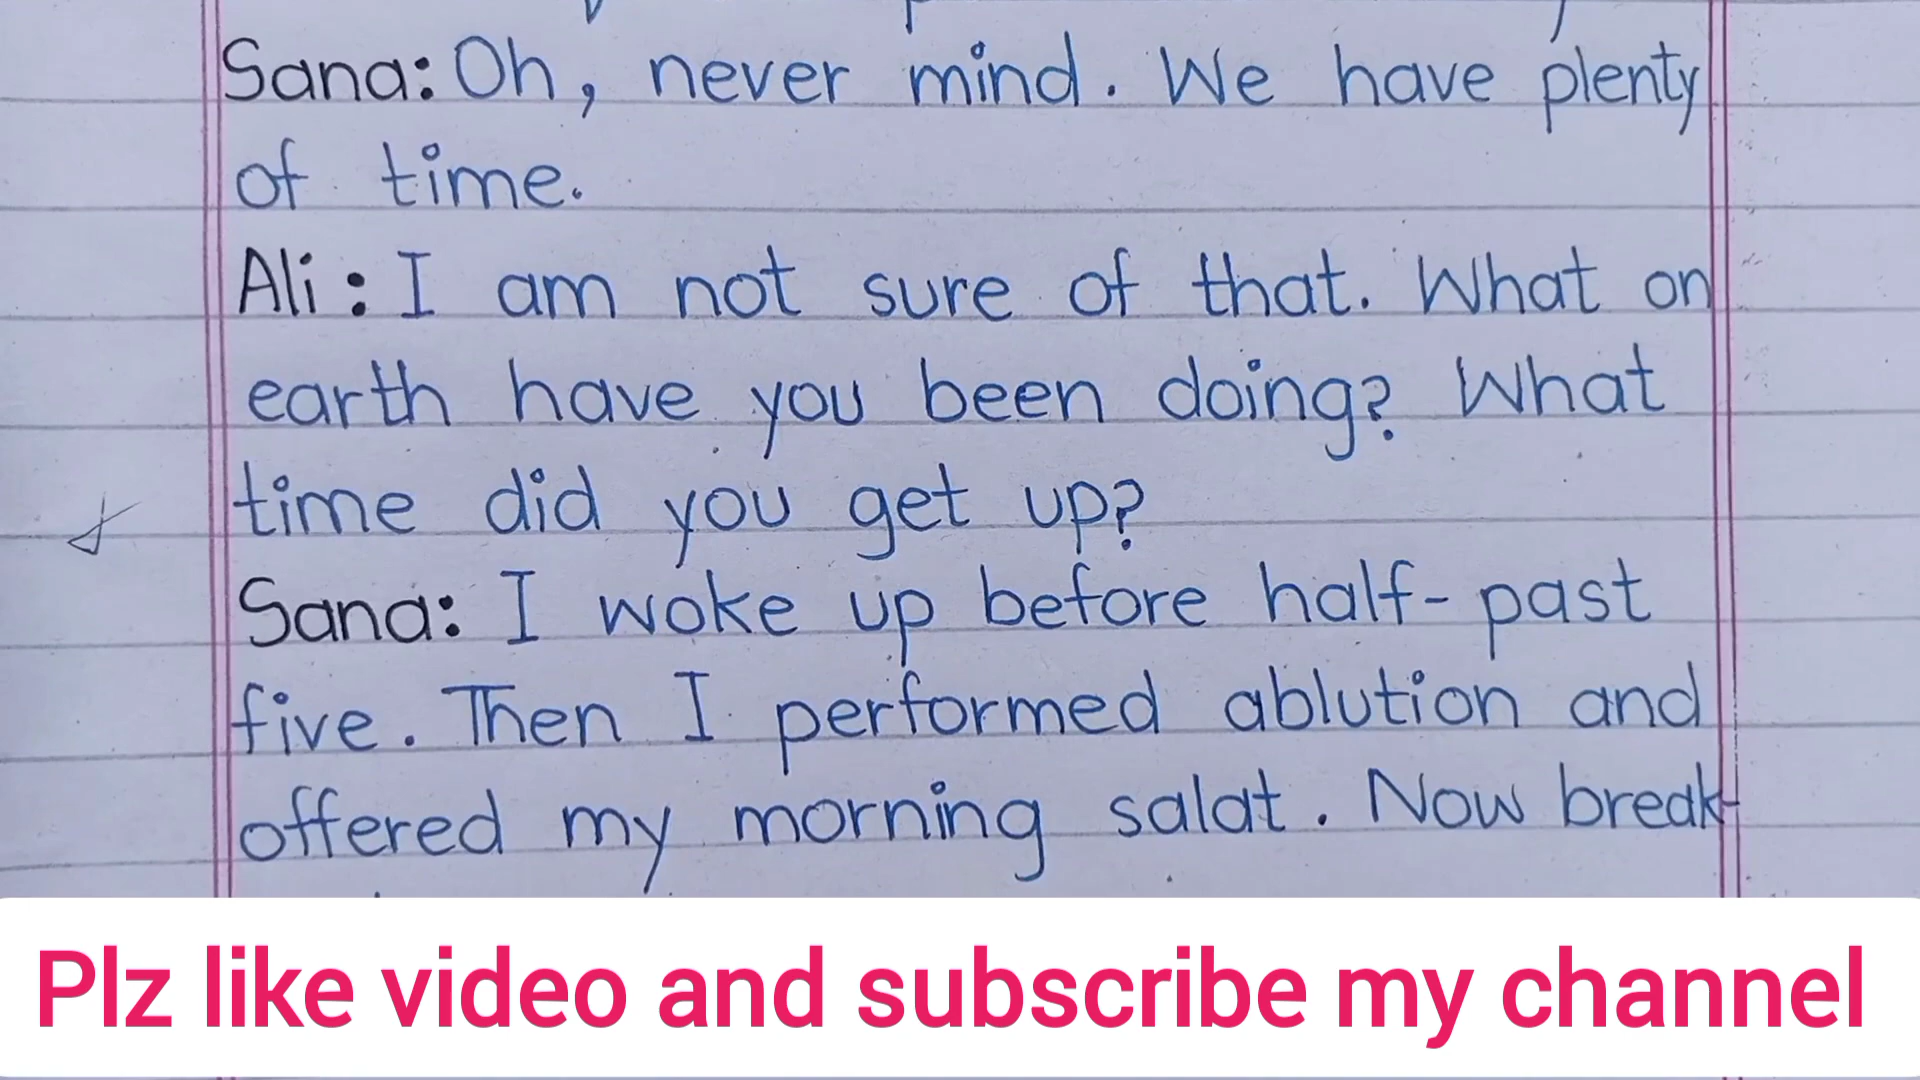 Sana: Oh, never mind. We have plenty
of time.
Ali: I am not sure of that. What on
earth have you been doing? What
time did you get up?
Sana: I woke up before half-past
five. Then I performed ablution and
offered my morning salat. Now break-
Plz like video and subscribe my channel